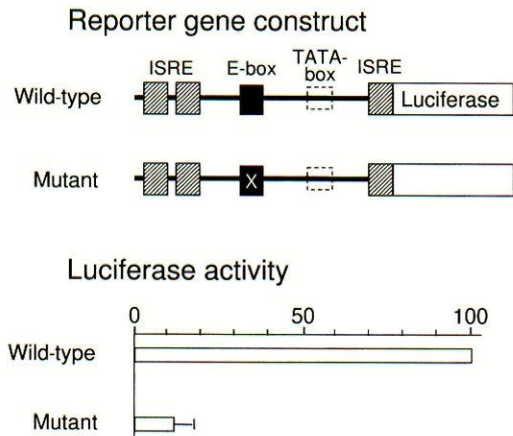 Reporter gene construct
ISRE E-box TATA-box ISRE
Wild-type Luciferase
Mutant X
Luciferase activity
0 50 100
Wild-type
Mutant